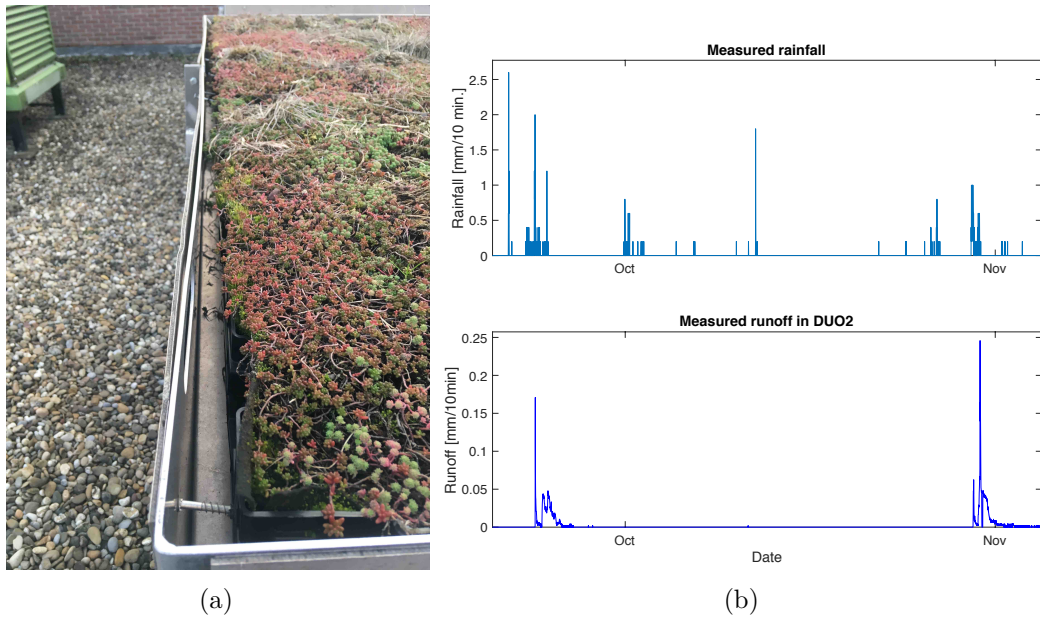 Measured rainfall
Rainfall [mm/10 min.]
2.5
2
1.5
1
0.5
0
Oct
Nov
Measured runoff in DUO2
Runoff [mm/10min]
0.25
0.2
0.15
0.1
0.05
0
Oct
Nov
Date
(a)
(b)